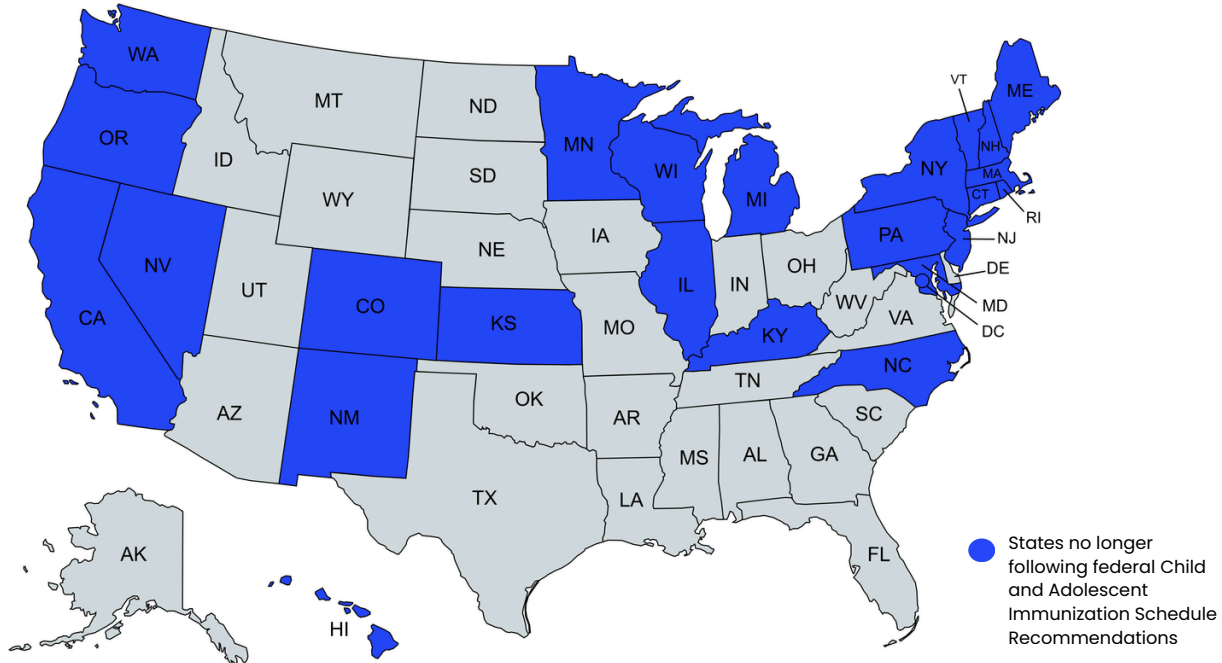 WA
MT
ND
MN
VT
ME
OR
ID
SD
WI
MI
NY
NH
MA
CT
RI
WY
IA
PA
NJ
NE
NV
UT
CO
IL
IN
OH
DE
WV
MD
VA
DC
CA
KS
MO
KY
NC
AZ
NM
OK
TN
AR
SC
MS
AL
GA
TX
LA
AK
FL
HI
States no longer
following federal Child
and Adolescent
Immunization Schedule
Recommendations